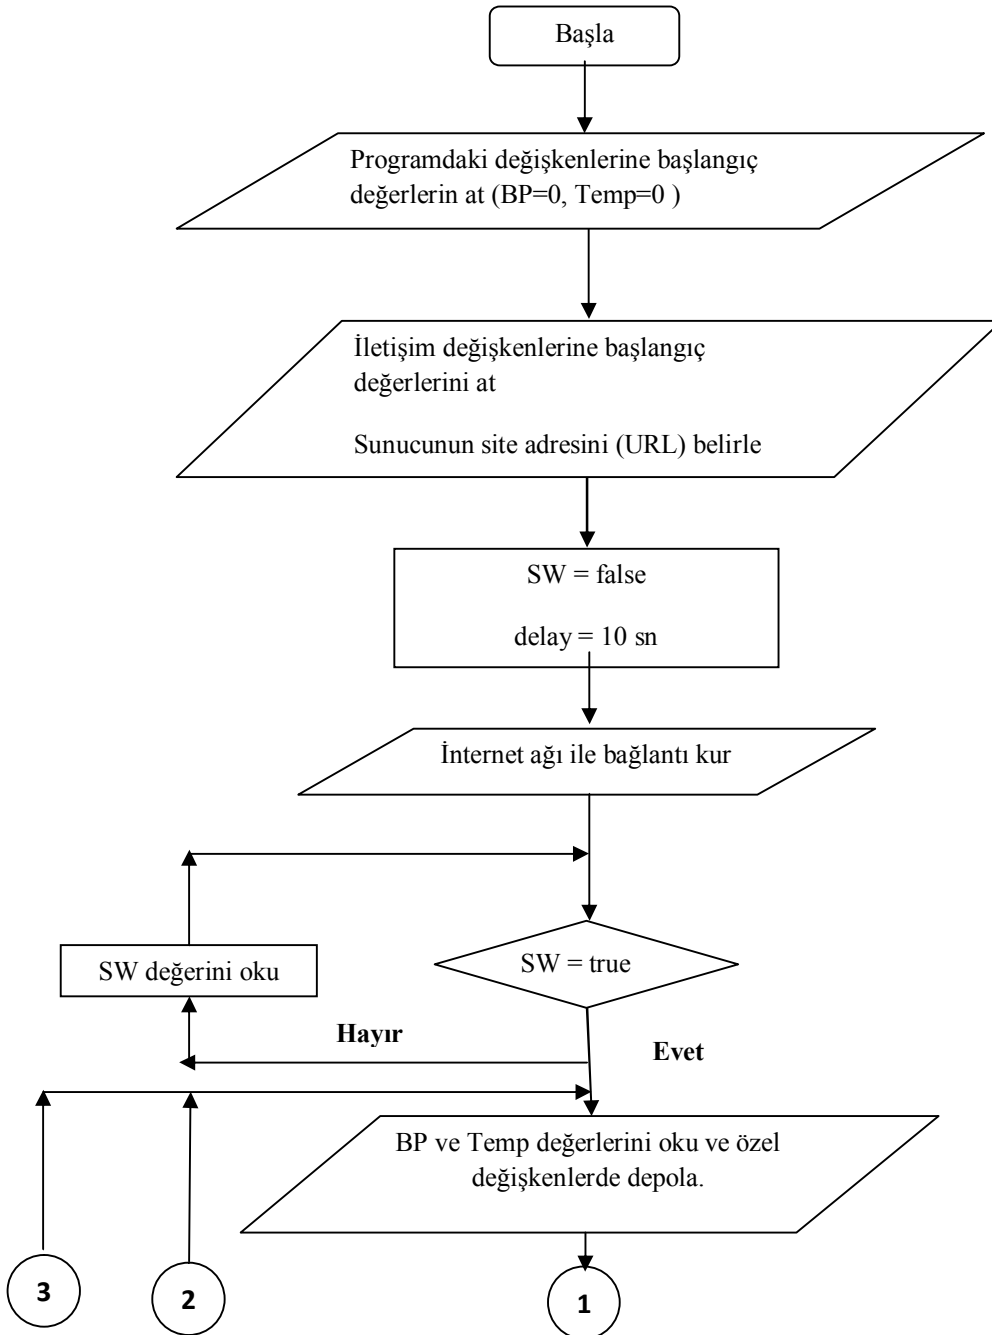 Başla
Programdaki değişkenlerine başlangıç
değerlerin at (BP=0, Temp=0 )
İletişim değişkenlerine başlangıç
değerlerini at
Sunucunun site adresini (URL) belirle
SW = false
delay = 10 sn
İnternet ağı ile bağlantı kur
SW değerini oku
SW = true
Hayır
Evet
BP ve Temp değerlerini oku ve özel
değişkenlerde depola.
3
2
1